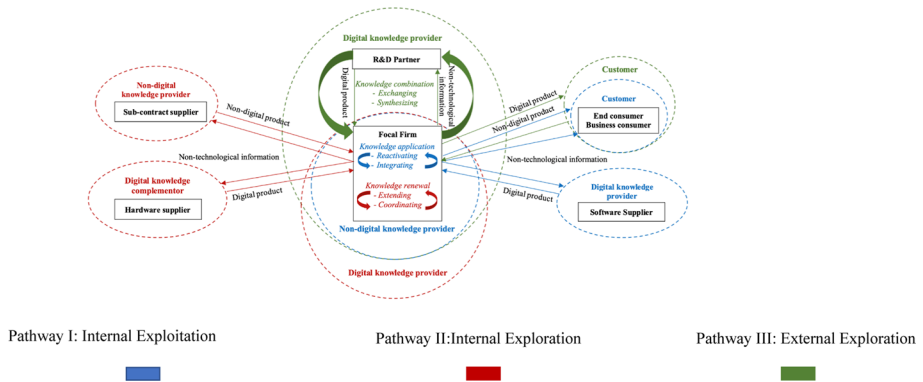 Digital knowledge provider
R&D Partner
Digital product
Non-technological
information
Knowledge combination
- Exchanging
- Synthesizing
Non-digital
knowledge provider
Sub-contract supplier
Non-digital product
Non-technological information
Digital knowledge
complementor
Hardware supplier
Digital product
Focal Firm
Knowledge application
- Reactivating
- Integrating
Knowledge renewal
- Extending
- Coordinating
Non-digital knowledge provider
Digital knowledge provider
Customer
Customer
End consumer
Business consumer
Digital product
Non-digital product
Non-technological information
Digital product
Digital knowledge
provider
Software Supplier
Pathway I: Internal Exploitation
Pathway II:Internal Exploration
Pathway III: External Exploration